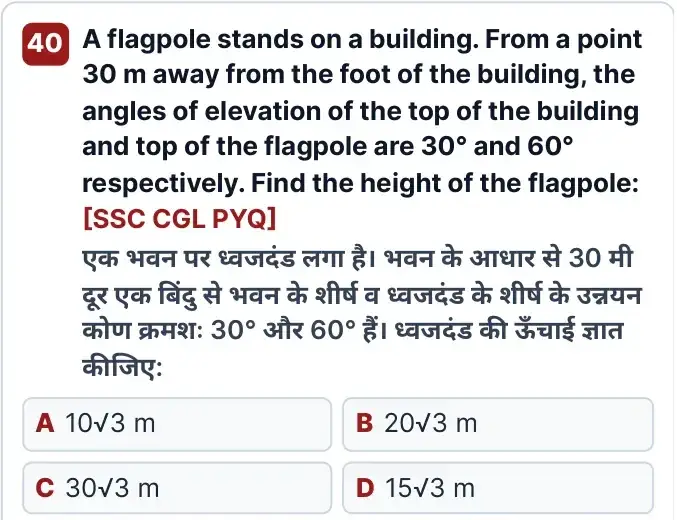 40 A flagpole stands on a building. From a point
30 m away from the foot of the building, the
angles of elevation of the top of the building
and top of the flagpole are 30° and 60°
respectively. Find the height of the flagpole:
[SSC CGL PYQ]
एक भवन पर ध्वजदंड लगा है। भवन के आधार से 30 मी
दूर एक बिंदु से भवन के शीर्ष व ध्वजदंड के शीर्ष के उन्नयन
कोण क्रमशः 30° और 60° हैं। ध्वजदंड की ऊँचाई ज्ञात
कीजिए:
A 10√3 m
B 20√3 m
C 30√3 m
D 15√3 m